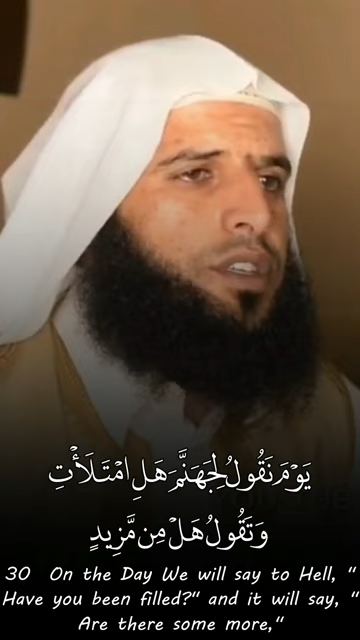 يَوْمَ نَقُولُ لِجَهَنَّمَ هَلِ امْتَلَأْتِ
وَتَقُولُ هَلْ مِن مَّزِيدٍ
30 On the Day We will say to Hell, "
Have you been filled?" and it will say, "
Are there some more,"